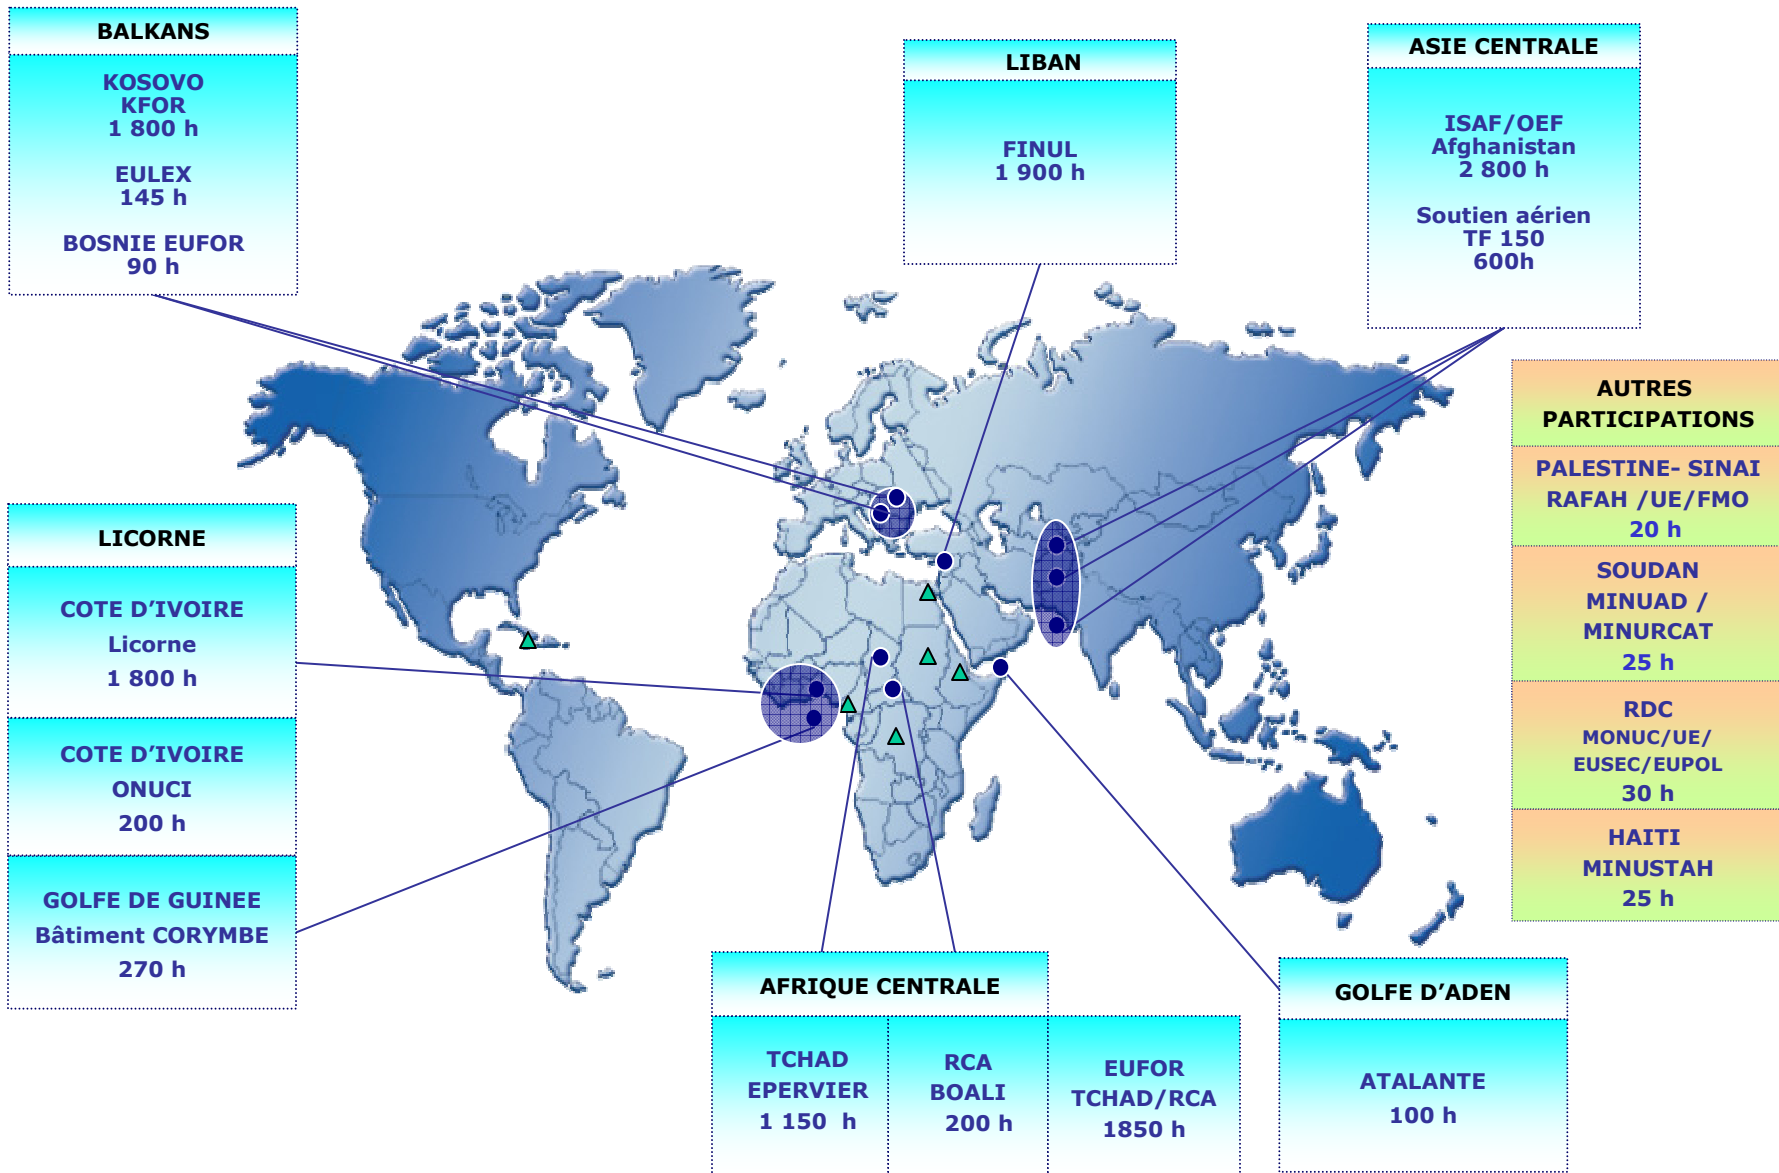 BALKANS
KOSOVO
KFOR
1 800 h
EULEX
145 h
BOSNIE EUFOR
90 h
LIBAN
FINUL
1 900 h
ASIE CENTRALE
ISAF/OEF
Afghanistan
2 800 h
Soutien aérien
TF 150
600h
AUTRES
PARTICIPATIONS
PALESTINE- SINAI
RAFAH /UE/FMO
20 h
SOUDAN
MINUAD /
MINURCAT
25 h
RDC
MONUC/UE/
EUSEC/EUPOL
30 h
HAITI
MINUSTAH
25 h
LICORNE
COTE D’IVOIRE
Licorne
1 800 h
COTE D’IVOIRE
ONUCI
200 h
GOLFE DE GUINEE
Bâtiment CORYMBE
270 h
AFRIQUE CENTRALE
TCHAD
EPERVIER
1 150 h
RCA
BOALI
200 h
EUFOR
TCHAD/RCA
1850 h
GOLFE D’ADEN
ATALANTE
100 h